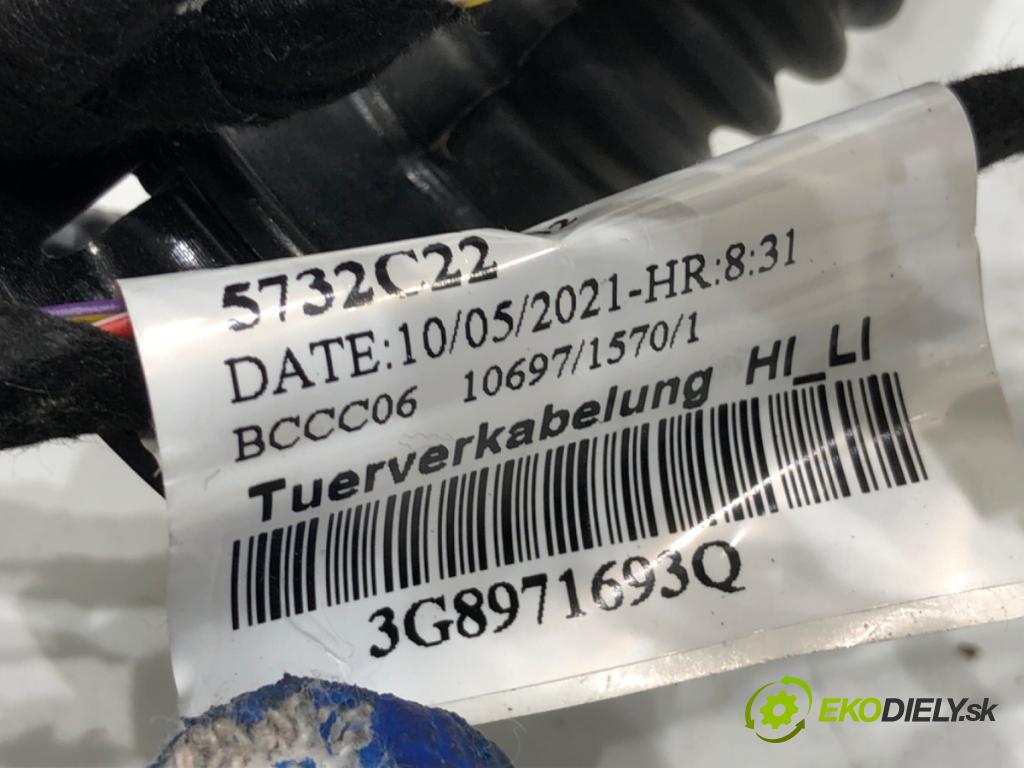 5732C22
DATE:10/05/2021-HR:8:31
BCCC06 10697/1570/1
Tuerverkabelung HI_LI
3G8971693Q
EKODIELY.sk